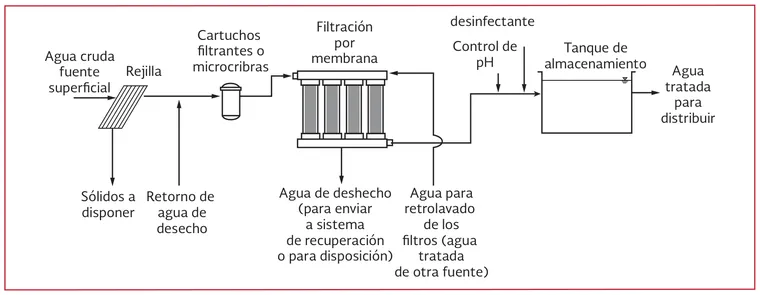 Agua cruda
fuente
superficial
Rejilla
Cartuchos
filtrantes o
microcribras
Filtración
por
membrana
desinfectante
Control de
pH
Tanque de
almacenamiento
Agua
tratada
para
distribuir
Sólidos a
disponer
Retorno de
agua de
desecho
Agua de deshecho
(para enviar
a sistema
de recuperación
o para disposición)
Agua para
retrolavado
de los
filtros (agua
tratada
de otra fuente)